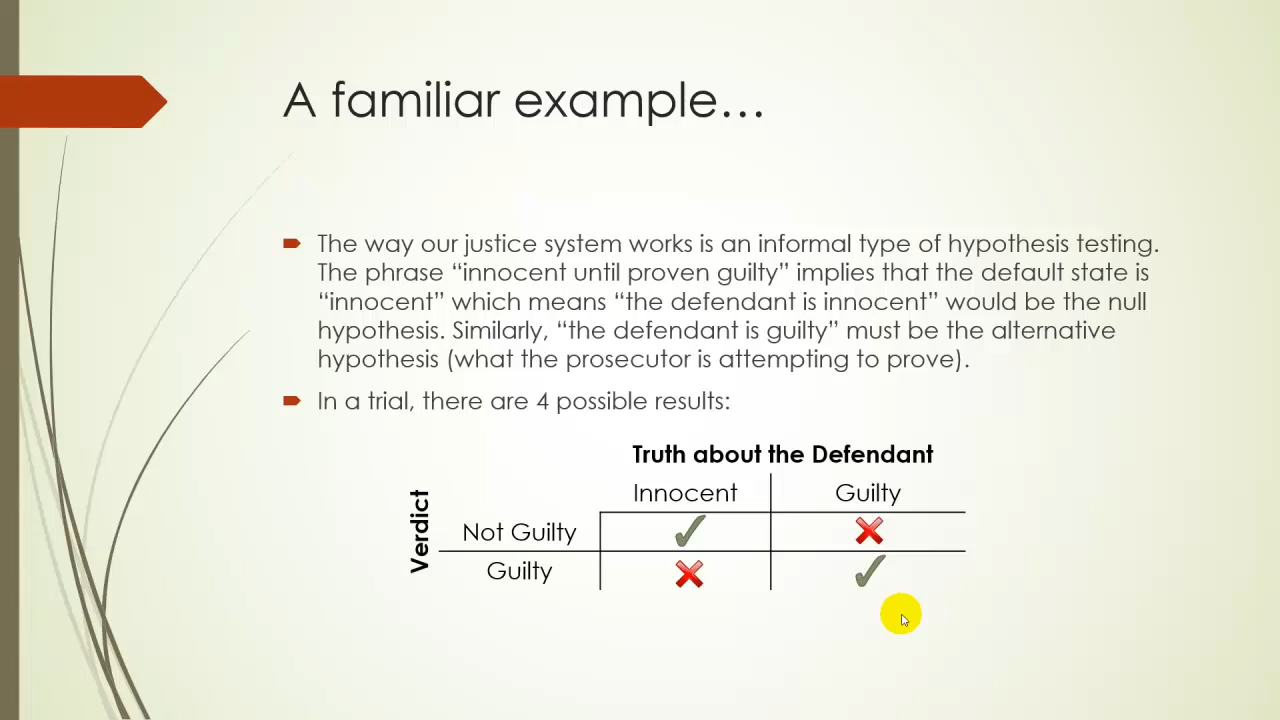 A familiar example…
The way our justice system works is an informal type of hypothesis testing.
The phrase “innocent until proven guilty” implies that the default state is
“innocent” which means “the defendant is innocent” would be the null
hypothesis. Similarly, “the defendant is guilty” must be the alternative
hypothesis (what the prosecutor is attempting to prove).
In a trial, there are 4 possible results:
Truth about the Defendant
Innocent Guilty
Verdict
Not Guilty ✓ ✗
Guilty ✗ ✓